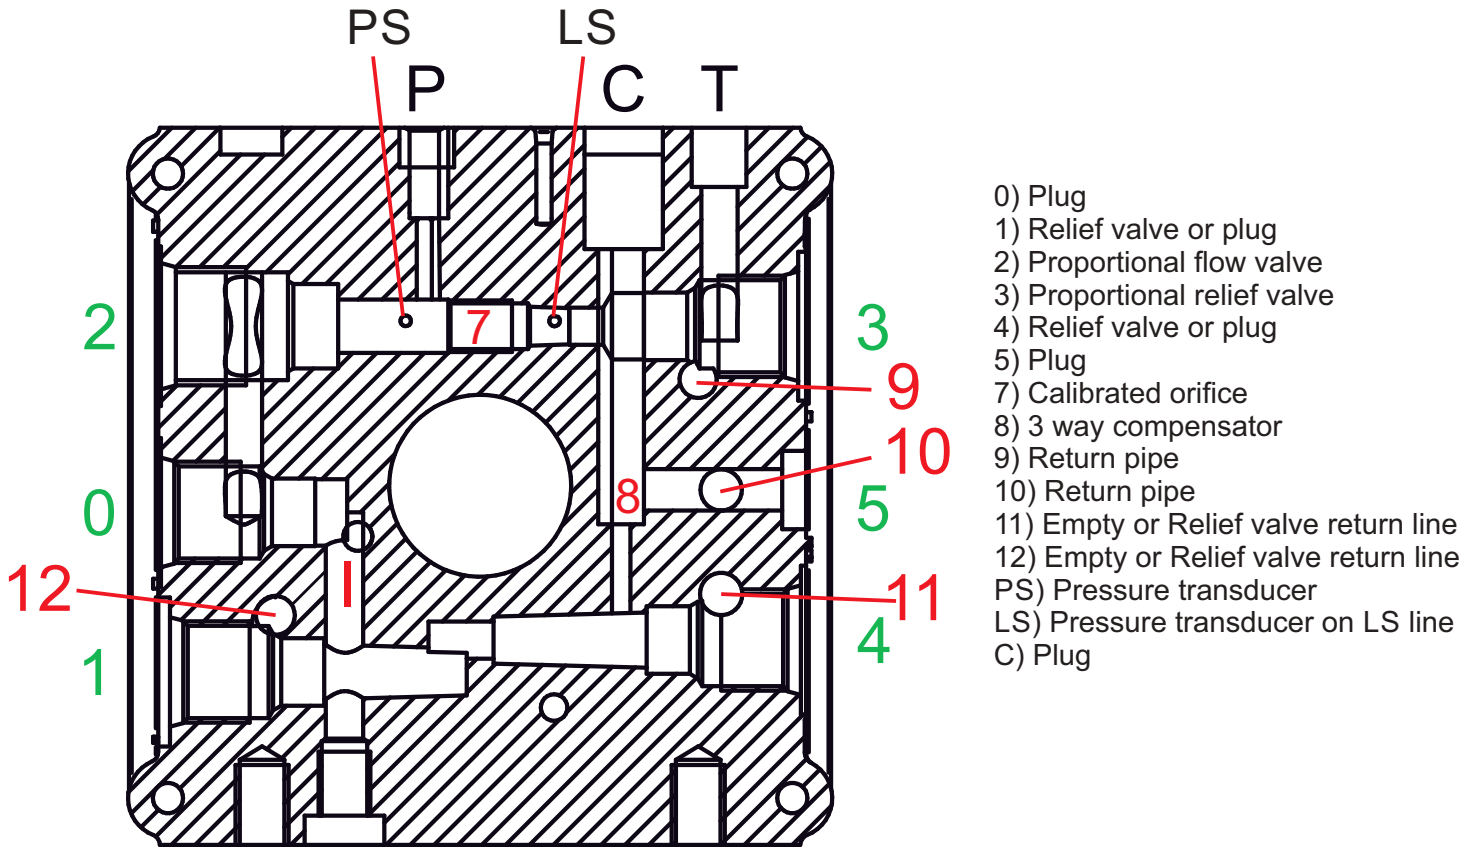 PS LS
P C T
0) Plug
1) Relief valve or plug
2) Proportional flow valve
3) Proportional relief valve
4) Relief valve or plug
5) Plug
7) Calibrated orifice
8) 3 way compensator
9) Return pipe
10) Return pipe
11) Empty or Relief valve return line
12) Empty or Relief valve return line
PS) Pressure transducer
LS) Pressure transducer on LS line
C) Plug
2 7 3
9
10
0 8 5
12 I 11
1 4